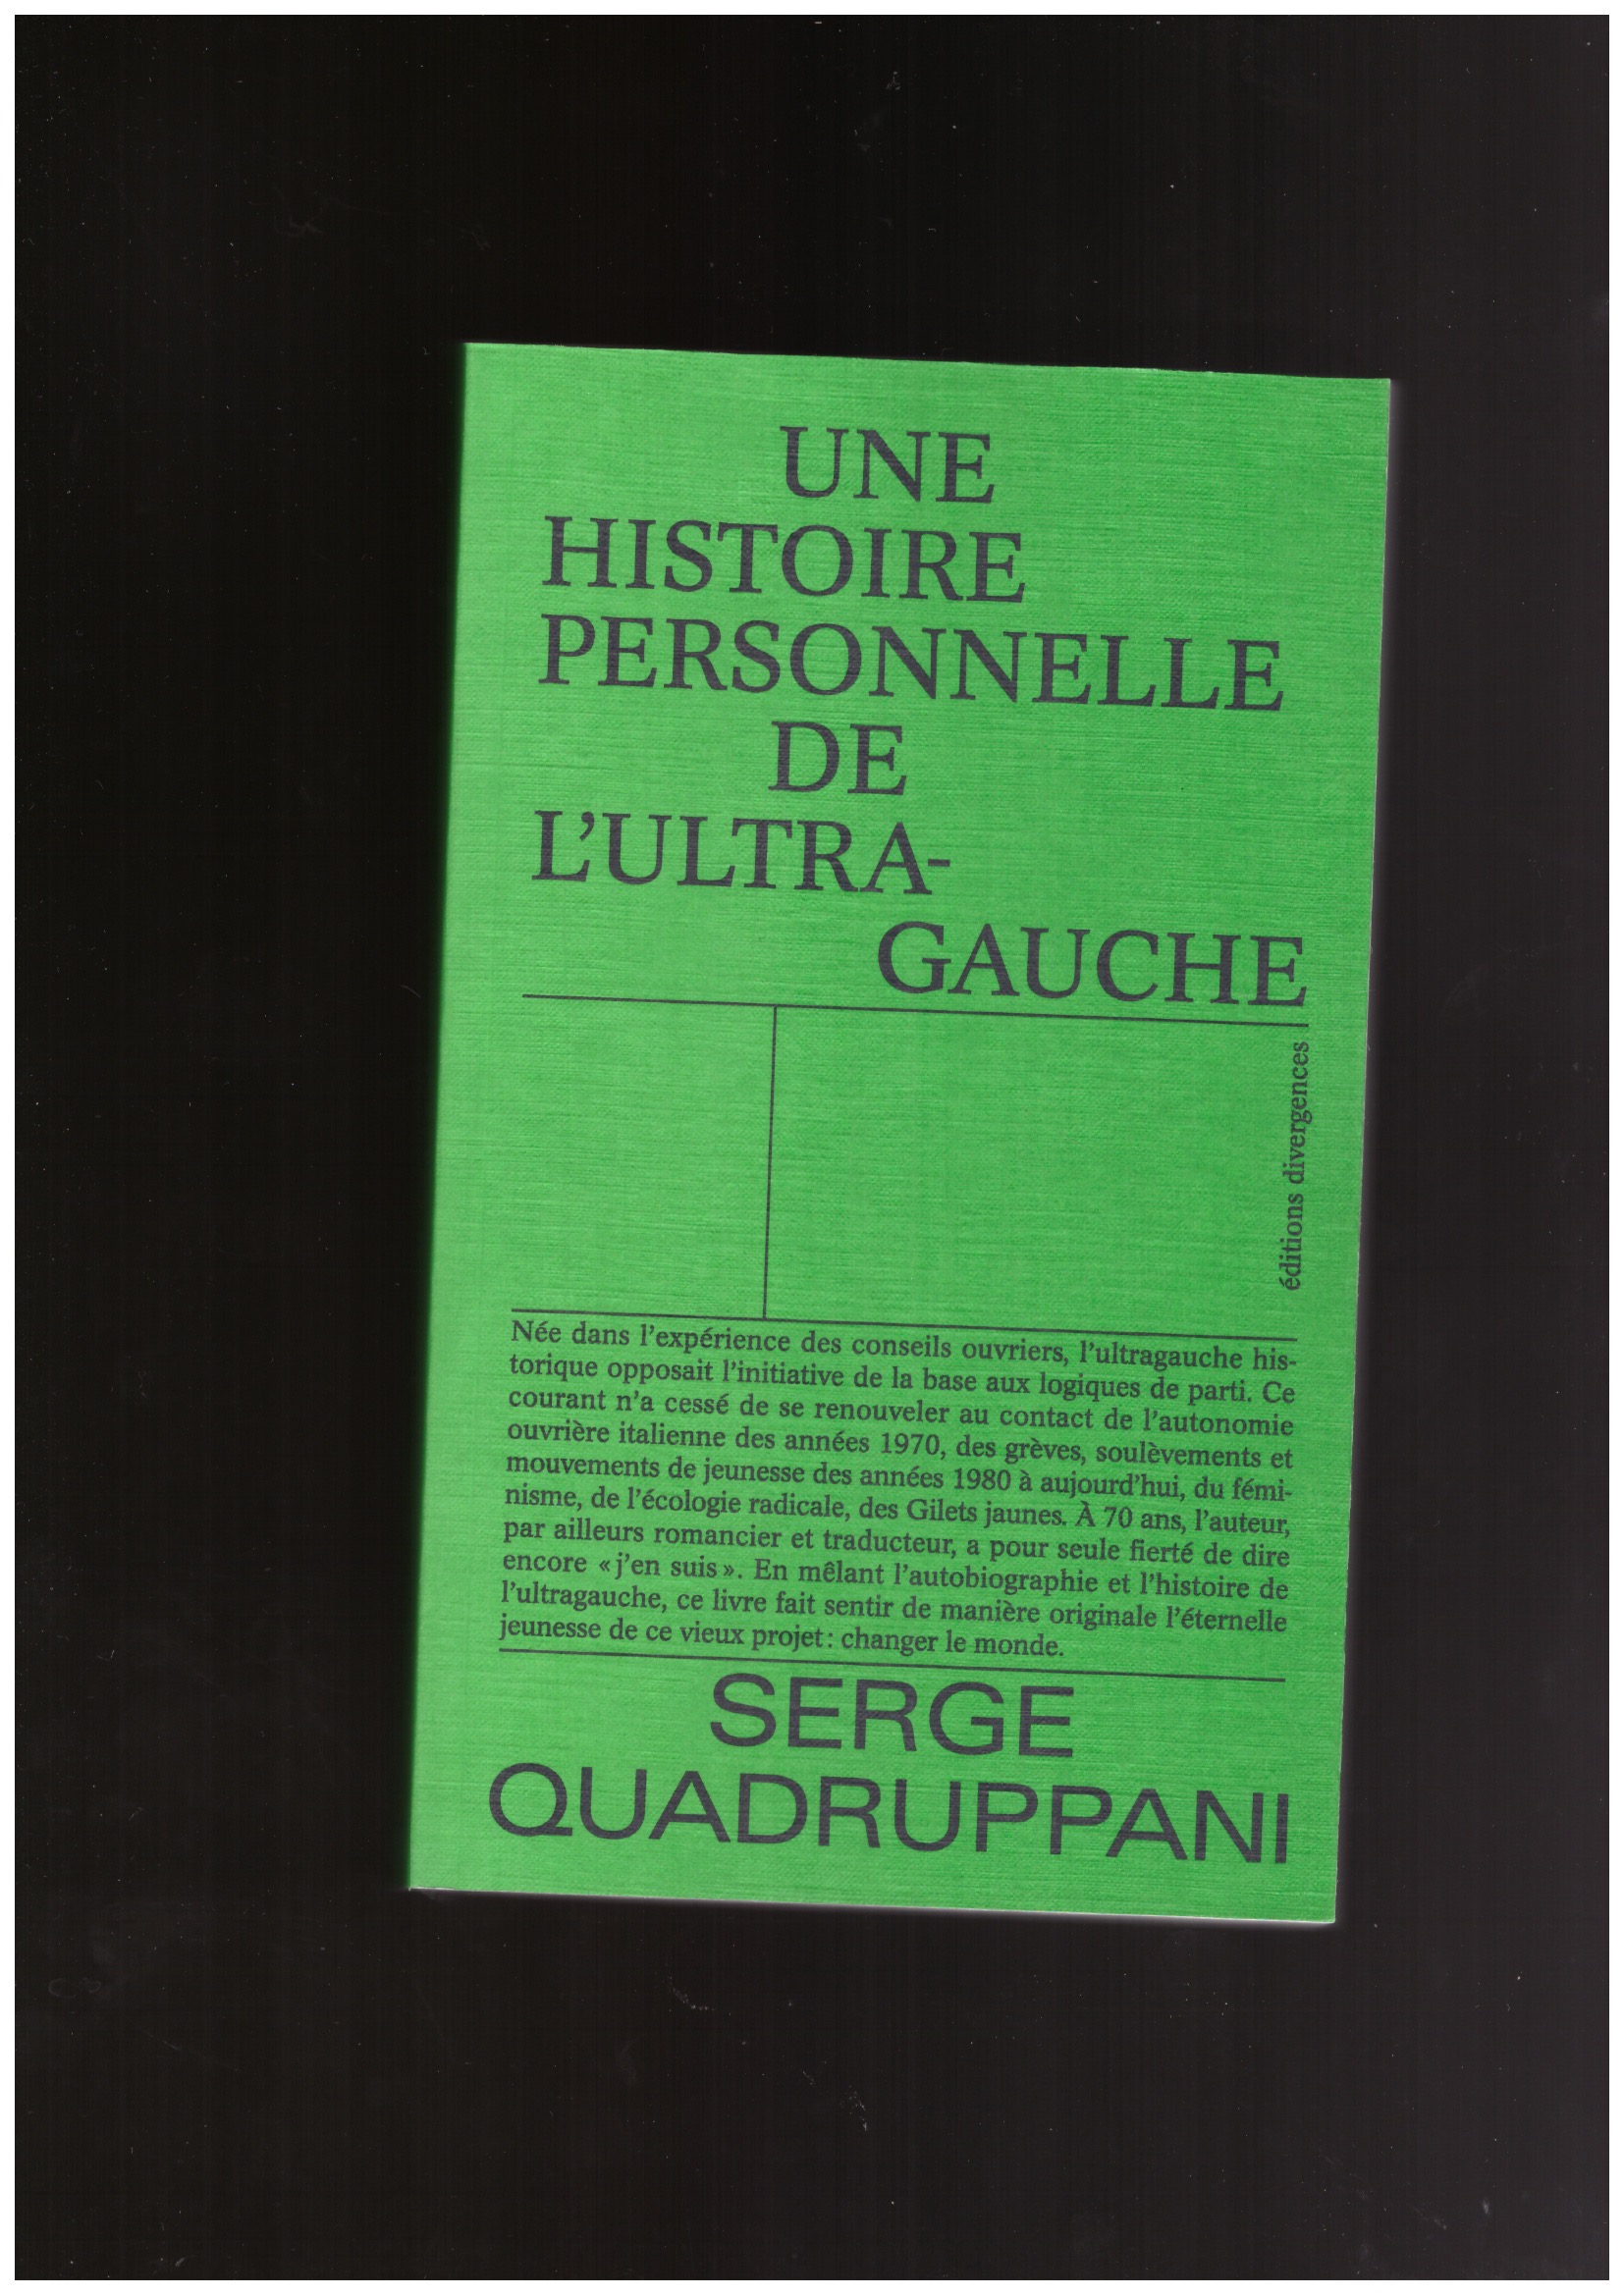 UNE
HISTOIRE
PERSONNELLE
DE
L’ULTRA-
GAUCHE
éditions divergences
Née dans l’expérience des conseils ouvriers, l’ultragauche his-
torique opposait l’initiative de la base aux logiques de parti. Ce
courant n’a cessé de se renouveler au contact de l’autonomie
ouvrière italienne des années 1970, des grèves, soulèvements et
mouvements de jeunesse des années 1980 à aujourd’hui, du fémi-
nisme, de l’écologie radicale, des Gilets jaunes. À 70 ans, l’auteur,
par ailleurs romancier et traducteur, a pour seule fierté de dire
encore « j’en suis ». En mêlant l’autobiographie et l’histoire de
l’ultragauche, ce livre fait sentir de manière originale l’éternelle
jeunesse de ce vieux projet : changer le monde.
SERGE
QUADRUPPANI